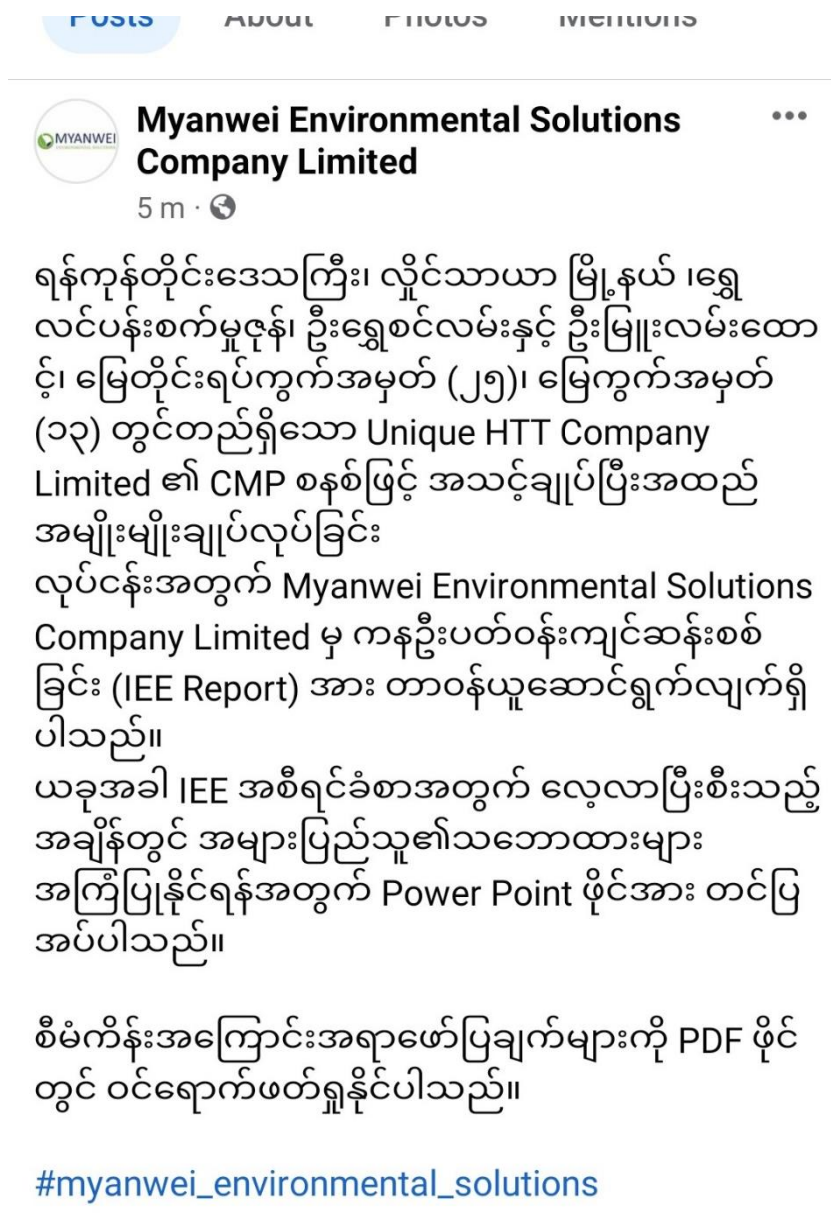 Posts About Photos Mentions
Myanwei Environmental Solutions
Company Limited
MYANWEI
5 m ·
ရန်ကုန်တိုင်းဒေသကြီး၊ လှိုင်သာယာ မြို့နယ် ၊ရွှေ
လင်ပန်းစက်မှုဇုန်၊ ဦးရွှေစင်လမ်းနှင့် ဦးမြူးလမ်းထော
င့်၊ မြေတိုင်းရပ်ကွက်အမှတ် (၂၅)၊ မြေကွက်အမှတ်
(၁၃) တွင်တည်ရှိသော Unique HTT Company
Limited ၏ CMP စနစ်ဖြင့် အသင့်ချုပ်ပြီးအထည်
အမျိုးမျိုးချုပ်လုပ်ခြင်း
လုပ်ငန်းအတွက် Myanwei Environmental Solutions
Company Limited မှ ကနဦးပတ်ဝန်းကျင်ဆန်းစစ်
ခြင်း (IEE Report) အား တာဝန်ယူဆောင်ရွက်လျက်ရှိ
ပါသည်။
ယခုအခါ IEE အစီရင်ခံစာအတွက် လေ့လာပြီးစီးသည့်
အချိန်တွင် အများပြည်သူ၏သဘောထားများ
အကြံပြုနိုင်ရန်အတွက် Power Point ဖိုင်အား တင်ပြ
အပ်ပါသည်။
စီမံကိန်းအကြောင်းအရာဖော်ပြချက်များကို PDF ဖိုင်
တွင် ဝင်ရောက်ဖတ်ရှုနိုင်ပါသည်။
#myanwei_environmental_solutions